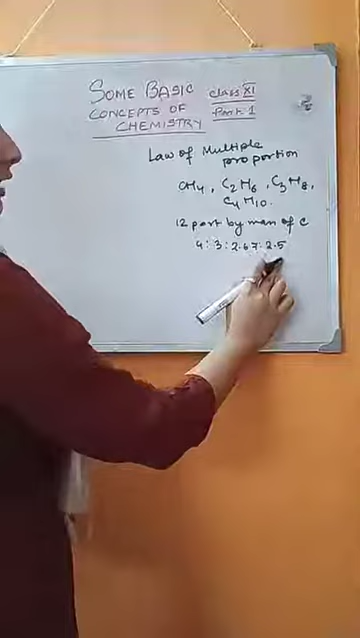 SOME BASIC class XI
CONCEPTS OF Part 1
CHEMISTRY
Law of Multiple
proportion
CH4, C2H6, C3H8,
C4H10.
12 part by man of C
4:3:2.67:2.5